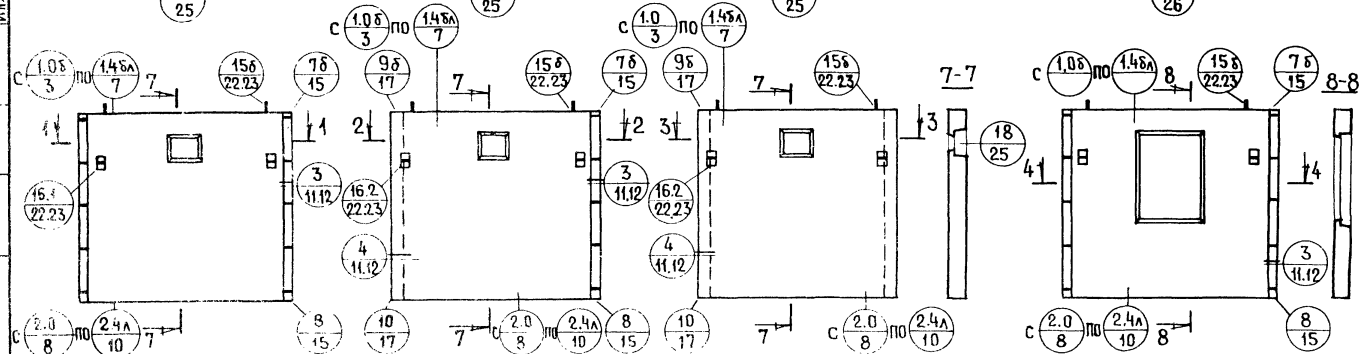 25 25 25 26
с 1.0б/3 по 1.4бл/7 с 1.0/3 по 1.4бл/7
с 1.0б/3 по 1.4бл/7 7 15б/22.23 7б/15 9б/17 7 15б/22.23 7б/15 9б/17 7 15б/22.23 7-7 с 1,0б/3 по 1.4бл/7 8 15б/22.23 7б/15 8-8
1 1 2 2 3 3 18/25
16.1/22.23 3/11.12 16.2/22.23 3/11,12 16.2/22.23 4 4
4/11.12 4/11.12 3/11.12
с 2.0/8 по 2.4л/10 7 8/15 10/17 7 с 2.0/8 по 2.4л/10 8/15 10/17 7 с 2.0/8 по 2.4л/10 с 2.0/8 по 2.4л/10 8 8/15